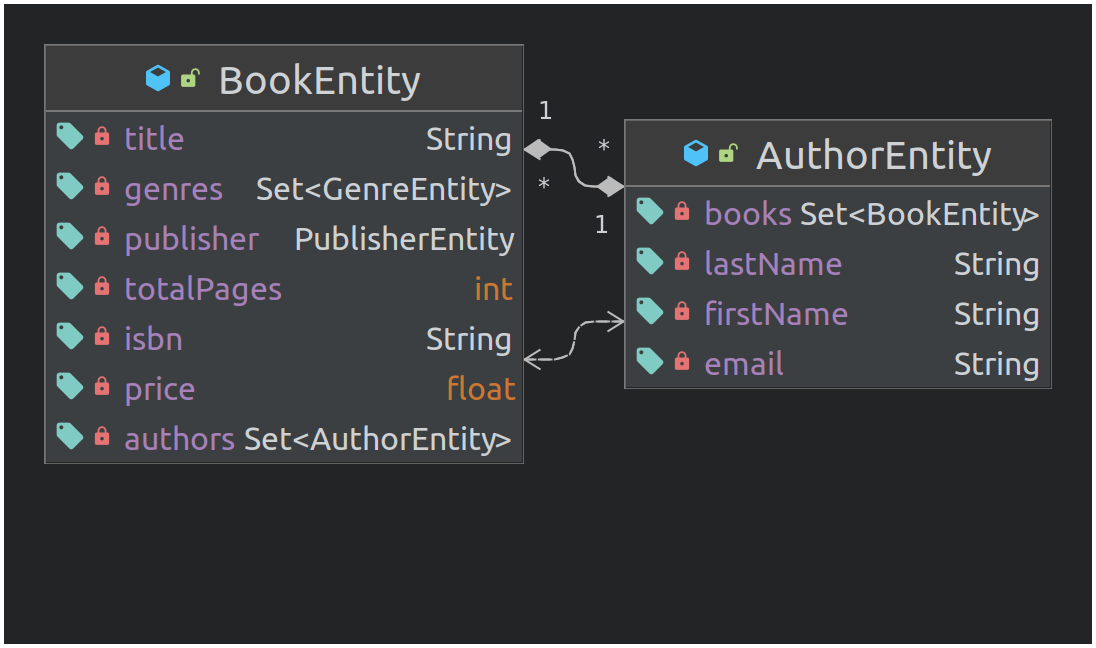 BookEntity
title String
genres Set<GenreEntity>
publisher PublisherEntity
totalPages int
isbn String
price float
authors Set<AuthorEntity>
1
*
*
1
AuthorEntity
books Set<BookEntity>
lastName String
firstName String
email String